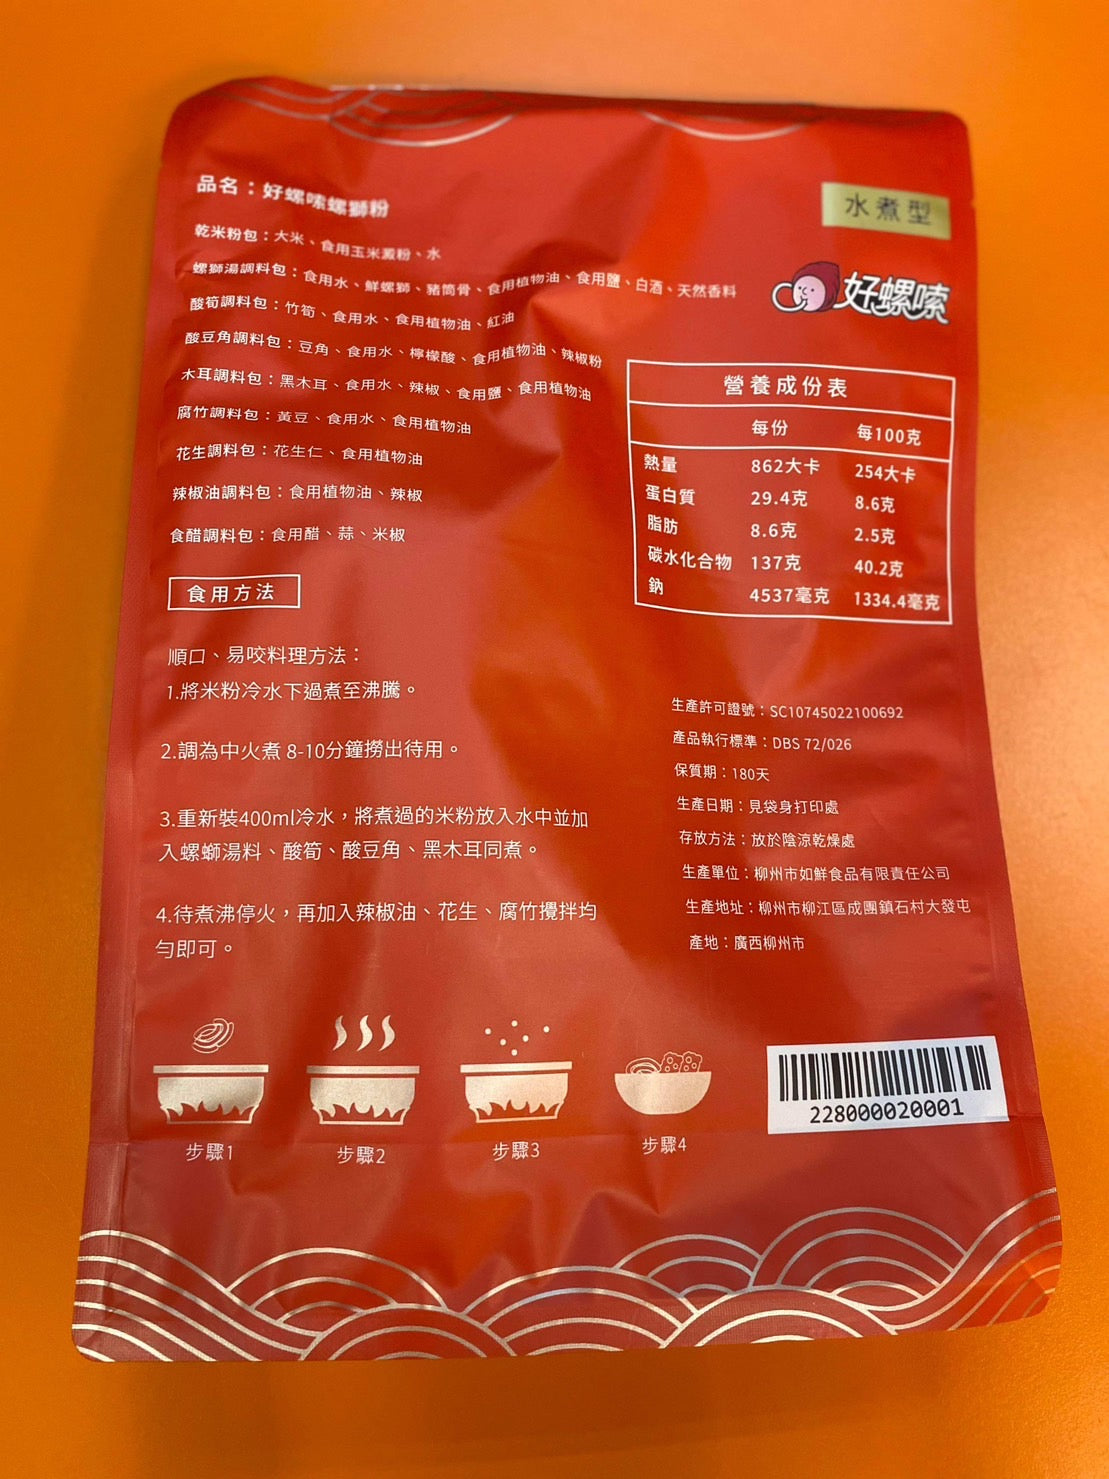 品名：好螺嗦螺獅粉
乾米粉包：大米、食用玉米澱粉、水
螺獅湯調料包：食用水、鮮螺獅、豬筒骨、食用植物油、食用鹽、白酒、天然香料
酸筍調料包：竹筍、食用水、食用植物油、紅油
酸豆角調料包：豆角、食用水、檸檬酸、食用植物油、辣椒粉
木耳調料包：黑木耳、食用水、辣椒、食用鹽、食用植物油
腐竹調料包：黃豆、食用水、食用植物油
花生調料包：花生仁、食用植物油
辣椒油調料包：食用植物油、辣椒
食醋調料包：食用醋、蒜、米椒
水煮型
好螺嗦
營養成份表
每份 每100克
熱量 862大卡 254大卡
蛋白質 29.4克 8.6克
脂肪 8.6克 2.5克
碳水化合物 137克 40.2克
鈉 4537毫克 1334.4毫克
食用方法
順口、易咬料理方法：
1.將米粉冷水下過煮至沸騰。
2.調為中火煮 8-10分鐘撈出待用。
3.重新裝400ml冷水，將煮過的米粉放入水中並加
入螺螄湯料、酸筍、酸豆角、黑木耳同煮。
4.待煮沸停火，再加入辣椒油、花生、腐竹攪拌均
勻即可。
生產許可證號：SC10745022100692
產品執行標準：DBS 72/026
保質期：180天
生產日期：見袋身打印處
存放方法：放於陰涼乾燥處
生產單位：柳州市如鮮食品有限責任公司
生產地址：柳州市柳江區成團鎮石村大發屯
產地：廣西柳州市
步驟1
步驟2
步驟3
步驟4
228000020001